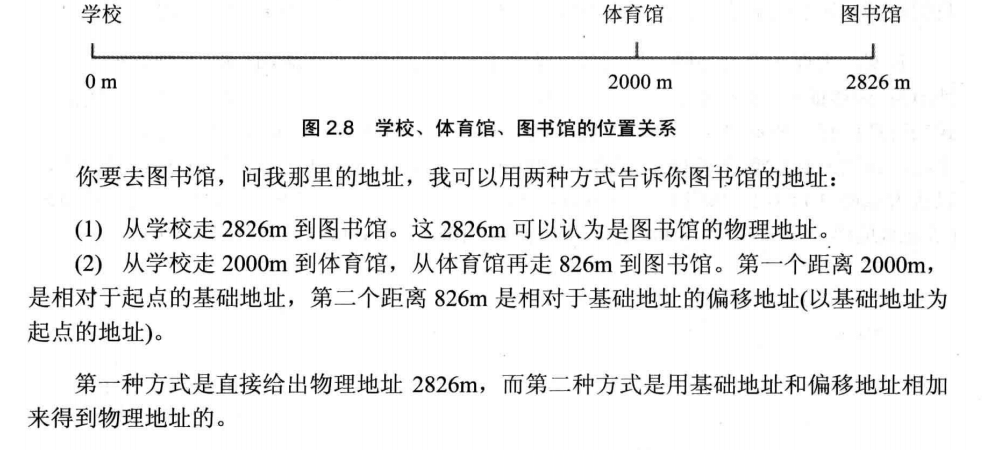 学校 体育馆 图书馆
0 m 2000 m 2826 m
图 2.8 学校、体育馆、图书馆的位置关系
你要去图书馆，问我那里的地址，我可以用两种方式告诉你图书馆的地址：
(1) 从学校走 2826m 到图书馆。这 2826m 可以认为是图书馆的物理地址。
(2) 从学校走 2000m 到体育馆，从体育馆再走 826m 到图书馆。第一个距离 2000m，
是相对于起点的基础地址，第二个距离 826m 是相对于基础地址的偏移地址(以基础地址为
起点的地址)。
第一种方式是直接给出物理地址 2826m，而第二种方式是用基础地址和偏移地址相加
来得到物理地址的。